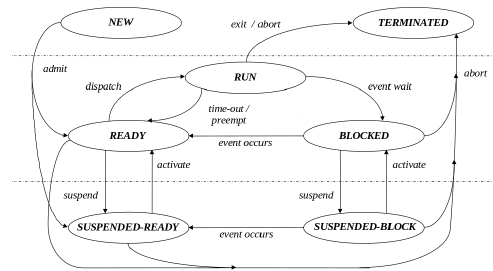 NEW
exit / abort
TERMINATED
admit
RUN
abort
dispatch
event wait
time-out /
preempt
READY
event occurs
BLOCKED
activate
activate
suspend
suspend
SUSPENDED-READY
event occurs
SUSPENDED-BLOCK